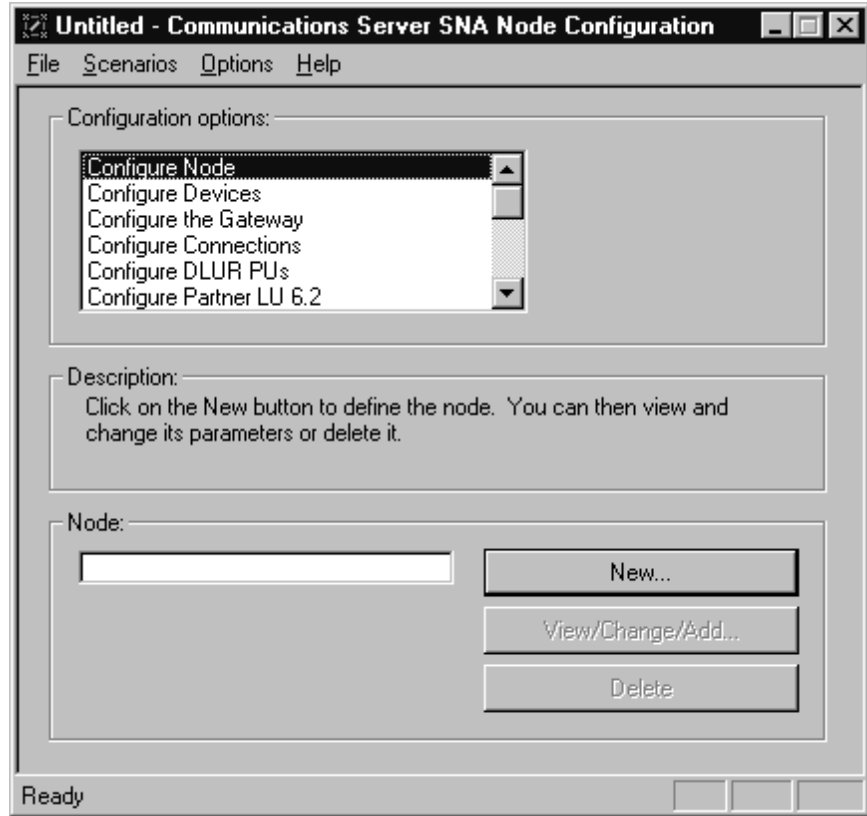 Untitled - Communications Server SNA Node Configuration
File Scenarios Options Help
Configuration options:
Configure Node
Configure Devices
Configure the Gateway
Configure Connections
Configure DLUR PUs
Configure Partner LU 6.2
Description:
Click on the New button to define the node. You can then view and
change its parameters or delete it.
Node:
New...
View/Change/Add...
Delete
Ready